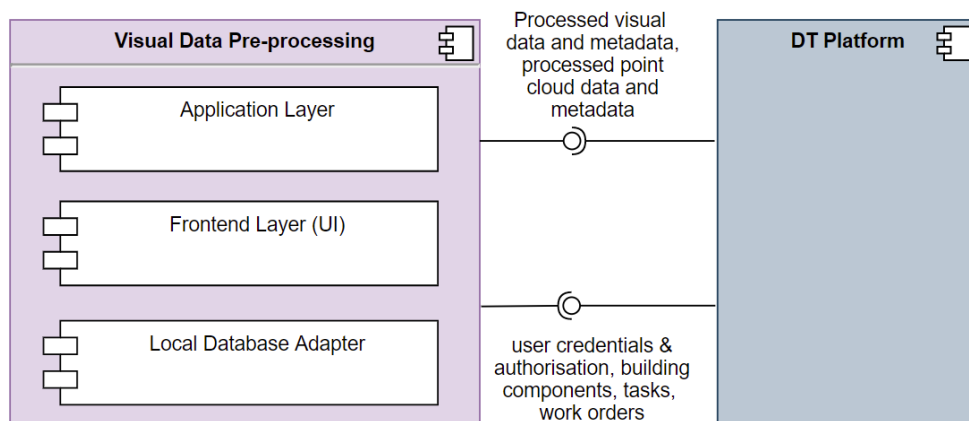 Visual Data Pre-processing
Application Layer
Frontend Layer (UI)
Local Database Adapter
Processed visual
data and metadata,
processed point
cloud data and
metadata
user credentials &
authorisation, building
components, tasks,
work orders
DT Platform